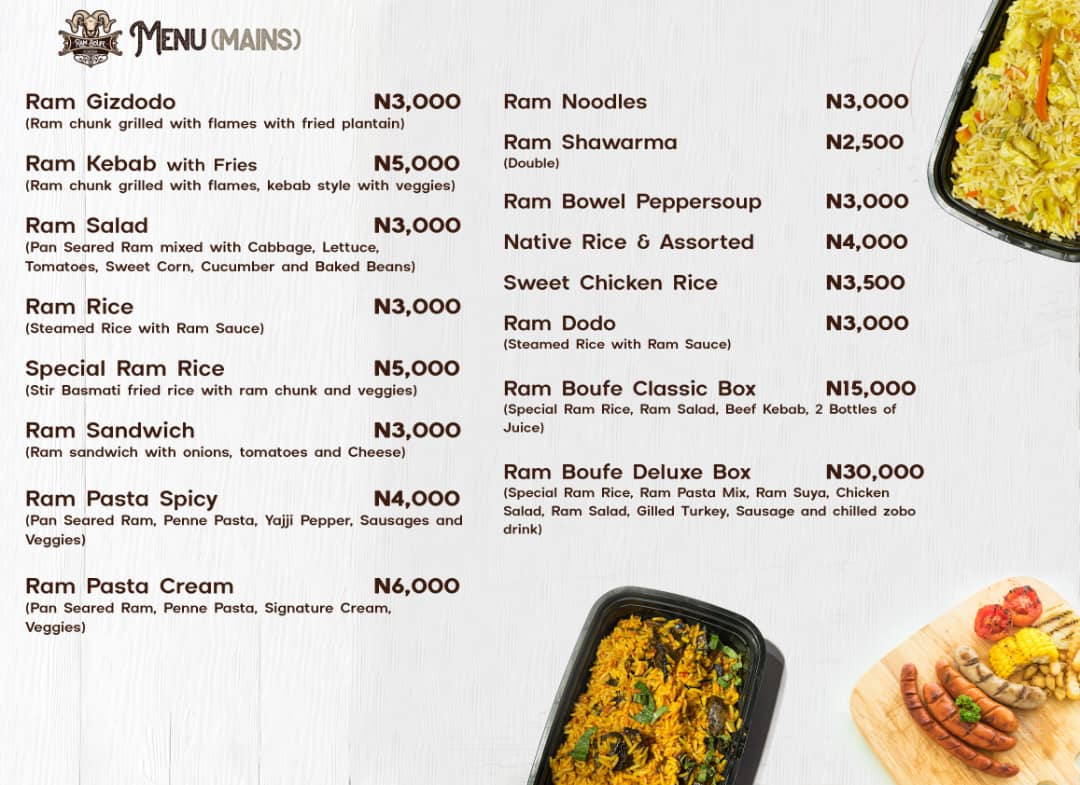 RAM BOUFE
MENU (MAINS)
Ram Gizdodo N3,000
(Ram chunk grilled with flames with fried plantain)
Ram Kebab with Fries N5,000
(Ram chunk grilled with flames, kebab style with veggies)
Ram Salad N3,000
(Pan Seared Ram mixed with Cabbage, Lettuce,
Tomatoes, Sweet Corn, Cucumber and Baked Beans)
Ram Rice N3,000
(Steamed Rice with Ram Sauce)
Special Ram Rice N5,000
(Stir Basmati fried rice with ram chunk and veggies)
Ram Sandwich N3,000
(Ram sandwich with onions, tomatoes and Cheese)
Ram Pasta Spicy N4,000
(Pan Seared Ram, Penne Pasta, Yajji Pepper, Sausages and
Veggies)
Ram Pasta Cream N6,000
(Pan Seared Ram, Penne Pasta, Signature Cream,
Veggies)
Ram Noodles N3,000
Ram Shawarma N2,500
(Double)
Ram Bowel Peppersoup N3,000
Native Rice & Assorted N4,000
Sweet Chicken Rice N3,500
Ram Dodo N3,000
(Steamed Rice with Ram Sauce)
Ram Boufe Classic Box N15,000
(Special Ram Rice, Ram Salad, Beef Kebab, 2 Bottles of
Juice)
Ram Boufe Deluxe Box N30,000
(Special Ram Rice, Ram Pasta Mix, Ram Suya, Chicken
Salad, Ram Salad, Gilled Turkey, Sausage and chilled zobo
drink)